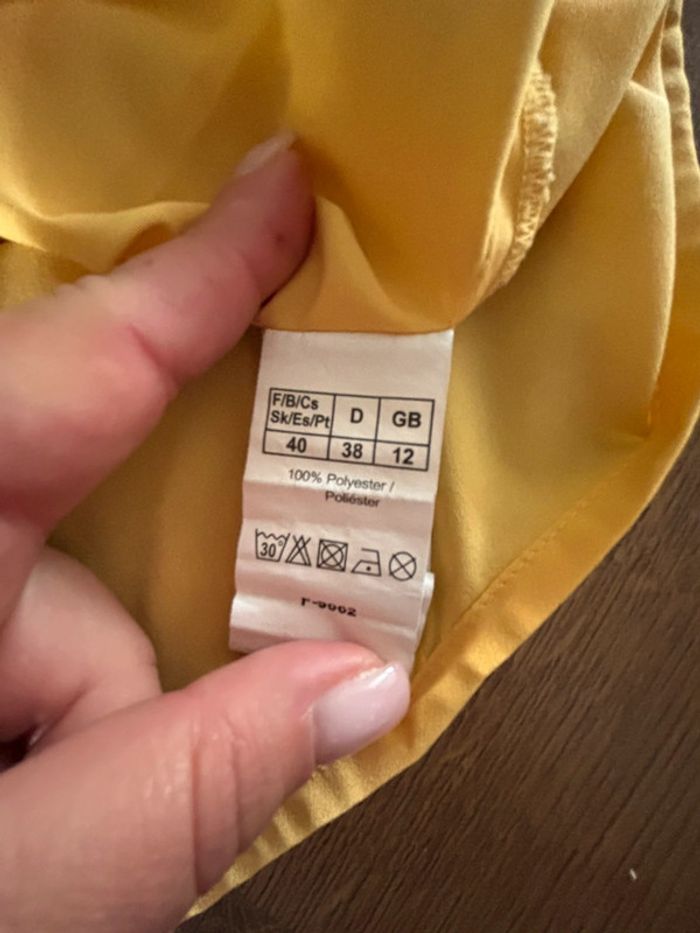 F/B/Cs
Sk/Es/Pt D GB
40 38 12
100% Polyester /
Poliéster
30°